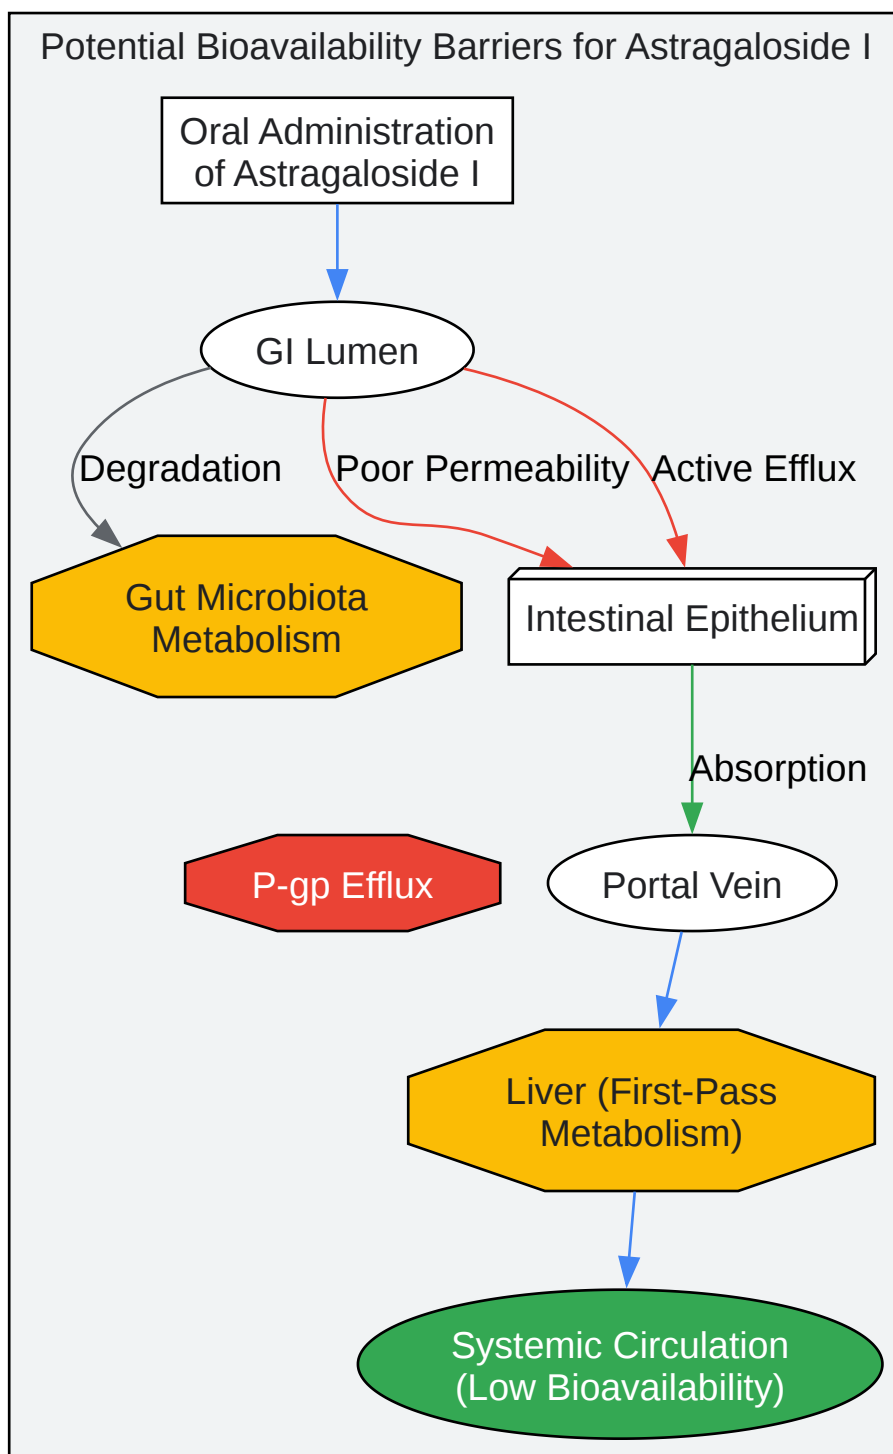 Potential Bioavailability Barriers for Astragaloside I
Oral Administration
of Astragaloside I
GI Lumen
Degradation
Poor Permeability
Active Efflux
Gut Microbiota
Metabolism
Intestinal Epithelium
Absorption
P-gp Efflux
Portal Vein
Liver (First-Pass
Metabolism)
Systemic Circulation
(Low Bioavailability)